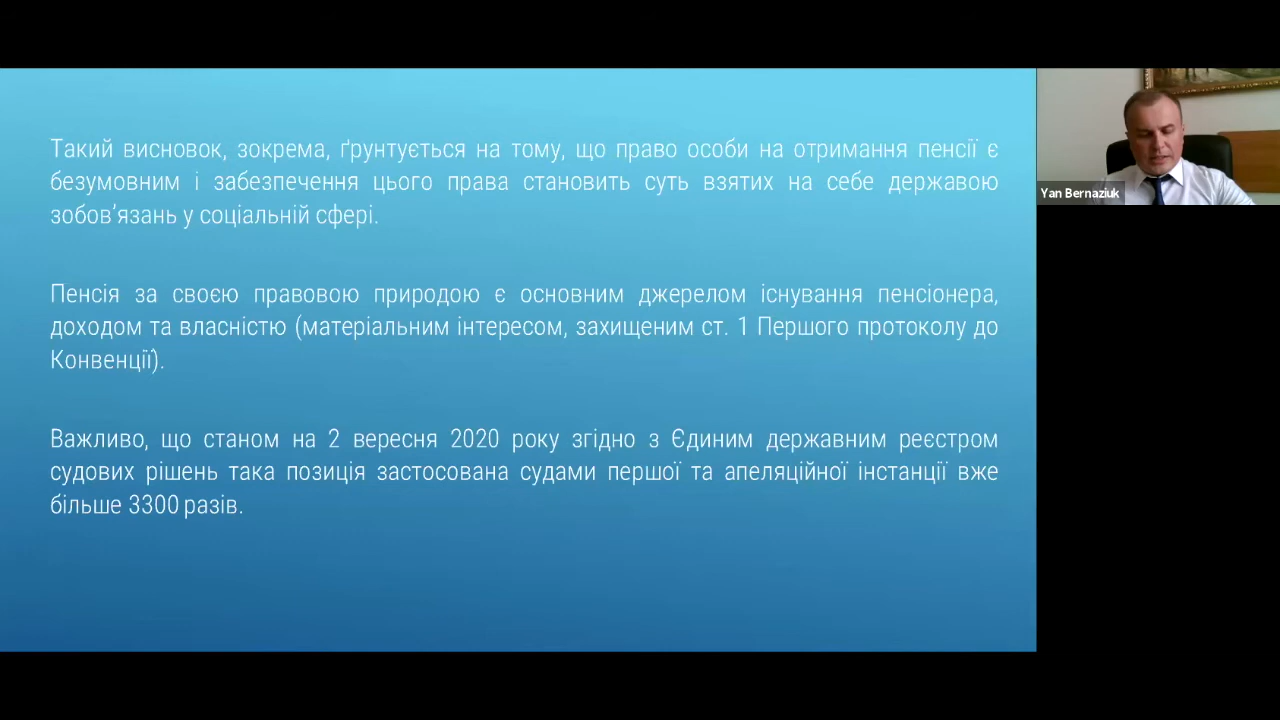 Такий висновок, зокрема, ґрунтується на тому, що право особи на отримання пенсії є
безумовним і забезпечення цього права становить суть взятих на себе державою
зобов’язань у соціальній сфері.
Пенсія за своєю правовою природою є основним джерелом існування пенсіонера,
доходом та власністю (матеріальним інтересом, захищеним ст. 1 Першого протоколу до
Конвенції).
Важливо, що станом на 2 вересня 2020 року згідно з Єдиним державним реєстром
судових рішень така позиція застосована судами першої та апеляційної інстанції вже
більше 3300 разів.
Yan Bernaziuk